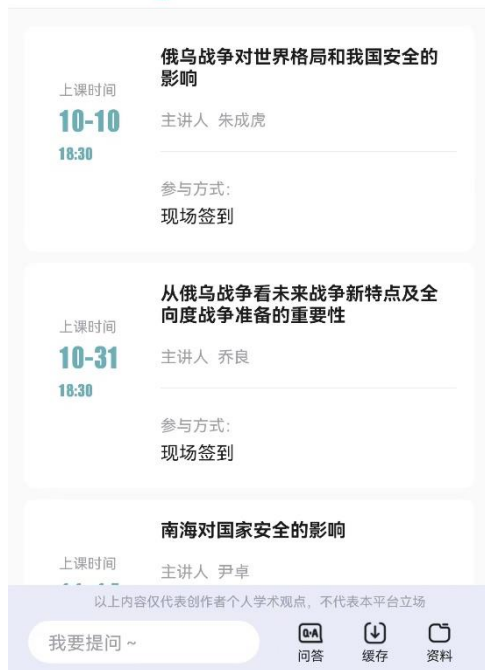 俄乌战争对世界格局和我国安全的
影响
上课时间
10-10
18:30
主讲人 朱成虎
参与方式:
现场签到
从俄乌战争看未来战争新特点及全
向度战争准备的重要性
上课时间
10-31
18:30
主讲人 乔良
参与方式:
现场签到
南海对国家安全的影响
上课时间
主讲人 尹卓
以上内容仅代表创作者个人学术观点，不代表本平台立场
我要提问~
Q·A
问答
缓存
资料